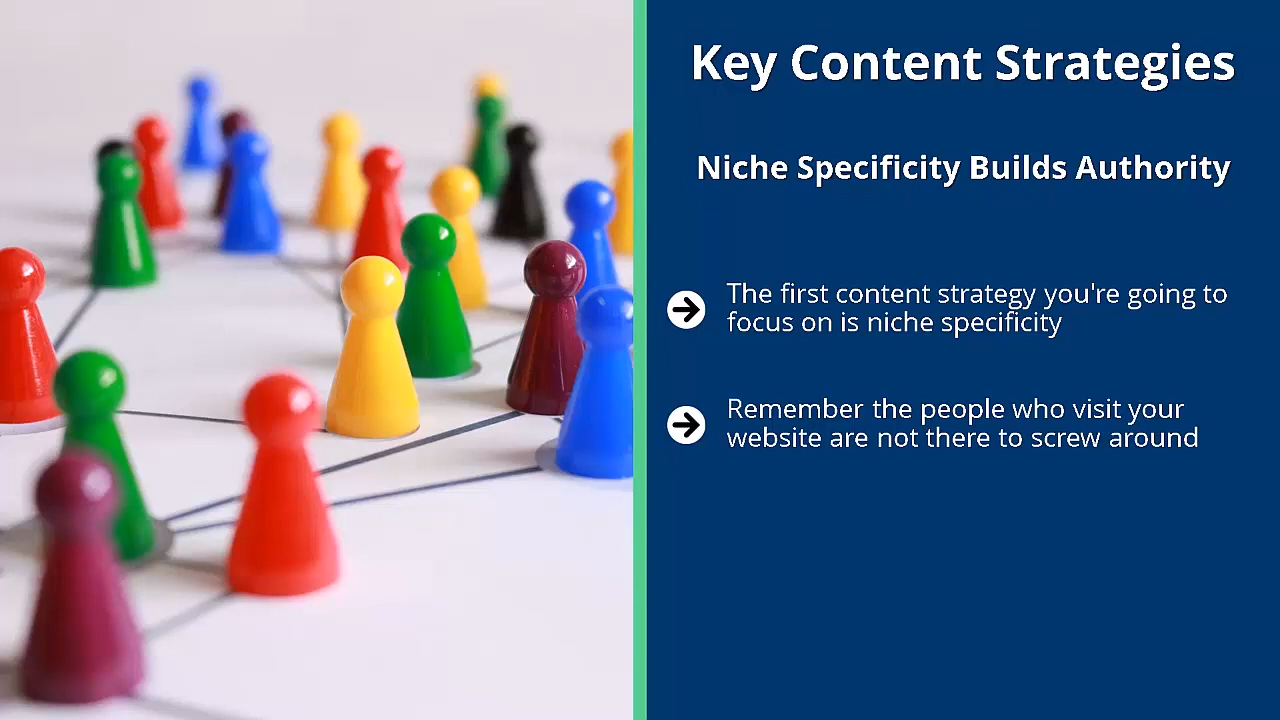 Key Content Strategies
Niche Specificity Builds Authority
The first content strategy you're going to
focus on is niche specificity
Remember the people who visit your
website are not there to screw around